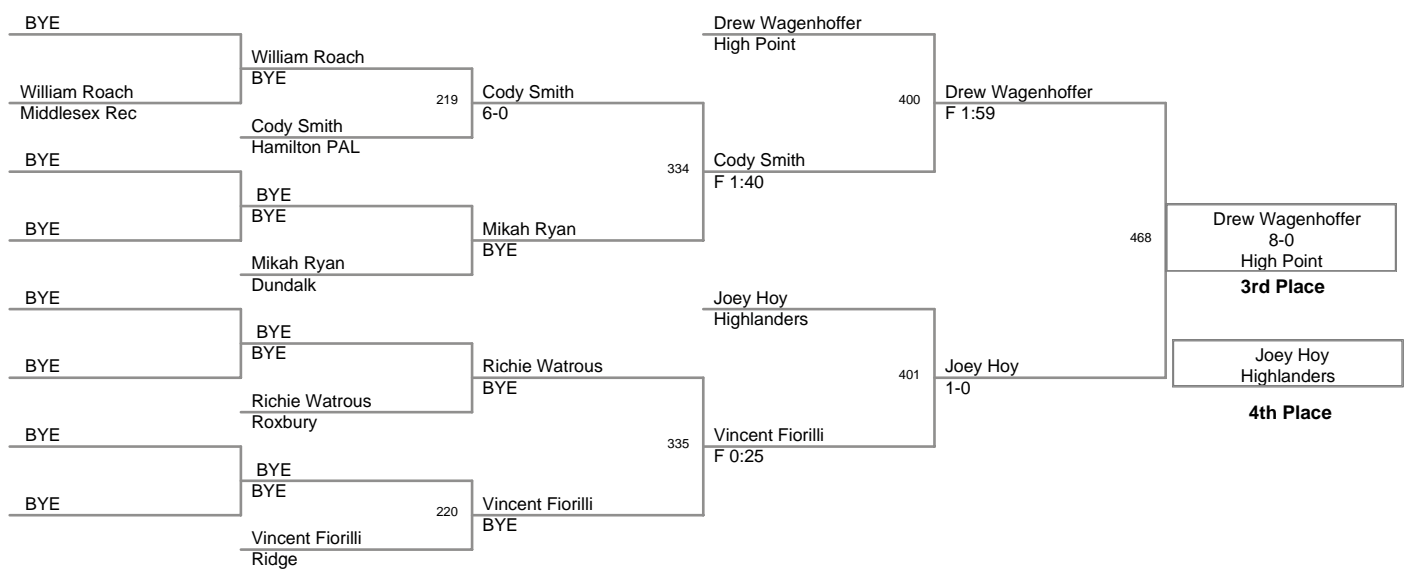 BYE
William Roach
Middlesex Rec
BYE
BYE
BYE
BYE
BYE
BYE
William Roach
BYE
219
Cody Smith
Hamilton PAL
BYE
BYE
Mikah Ryan
Dundalk
BYE
BYE
Richie Watrous
Roxbury
BYE
BYE
220
Vincent Fiorilli
Ridge
Cody Smith
6-0
334
Mikah Ryan
BYE
Richie Watrous
BYE
335
Vincent Fiorilli
BYE
Drew Wagenhoffer
High Point
400
Cody Smith
F 1:40
Joey Hoy
Highlanders
401
Vincent Fiorilli
F 0:25
Drew Wagenhoffer
F 1:59
468
Joey Hoy
1-0
Drew Wagenhoffer
8-0
High Point
3rd Place
Joey Hoy
Highlanders
4th Place